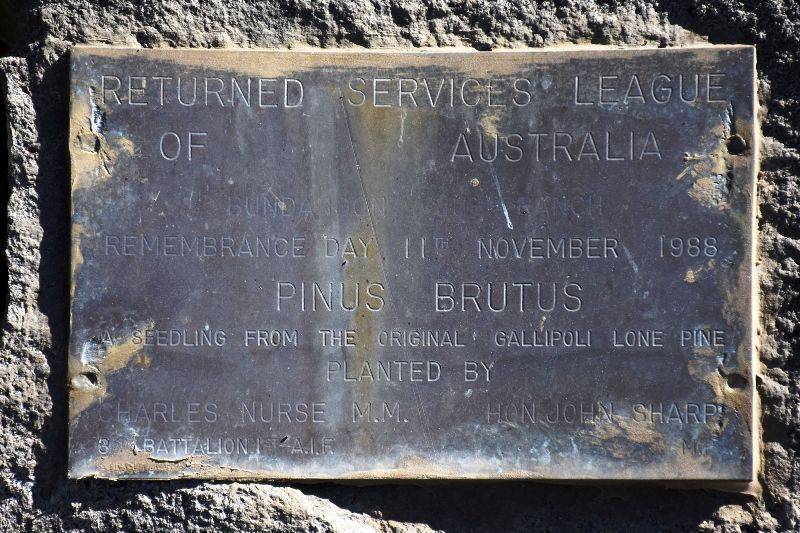 RETURNED SERVICES LEAGUE
OF AUSTRALIA
BRANCH
REMEMBRANCE DAY 11TH NOVEMBER 1988
PINUS BRUTUS
A SEEDLING FROM THE ORIGINAL GALLIPOLI LONE PINE
PLANTED BY
CHARLES NURSE M.M. HON. JOHN SHARP
BATTALION 1ST A.I.F.